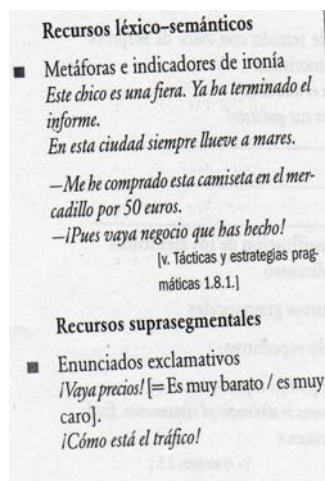 Recursos léxico–semánticos
■ Metáforas e indicadores de ironía
Este chico es una fiera. Ya ha terminado el
informe.
En esta ciudad siempre llueve a mares.
—Me he comprado esta camiseta en el mer-
cadillo por 50 euros.
—¡Pues vaya negocio que has hecho!
[v. Tácticas y estrategias prag-
máticas 1.8.1.]
Recursos suprasegmentales
■ Enunciados exclamativos
¡Vaya precios! [= Es muy barato / es muy
caro].
¡Cómo está el tráfico!